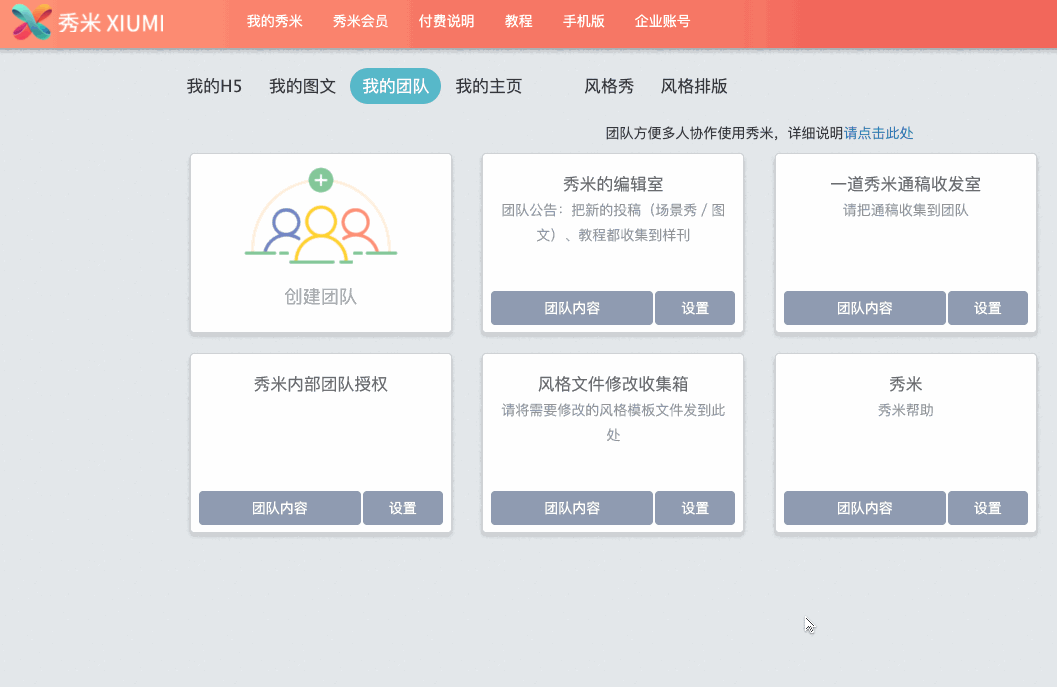 秀米 XIUMI
我的秀米 秀米会员 付费说明 教程 手机版 企业账号
我的H5 我的图文 我的团队 我的主页 风格秀 风格排版
团队方便多人协作使用秀米，详细说明请点击此处
创建团队
秀米的编辑室
团队公告：把新的投稿（场景秀 / 图
文）、教程都收集到样刊
团队内容 设置
一道秀米通稿收发室
请把通稿收集到团队
团队内容 设置
秀米内部团队授权
团队内容 设置
风格文件修改收集箱
请将需要修改的风格模板文件发到此
处
团队内容 设置
秀米
秀米帮助
团队内容 设置